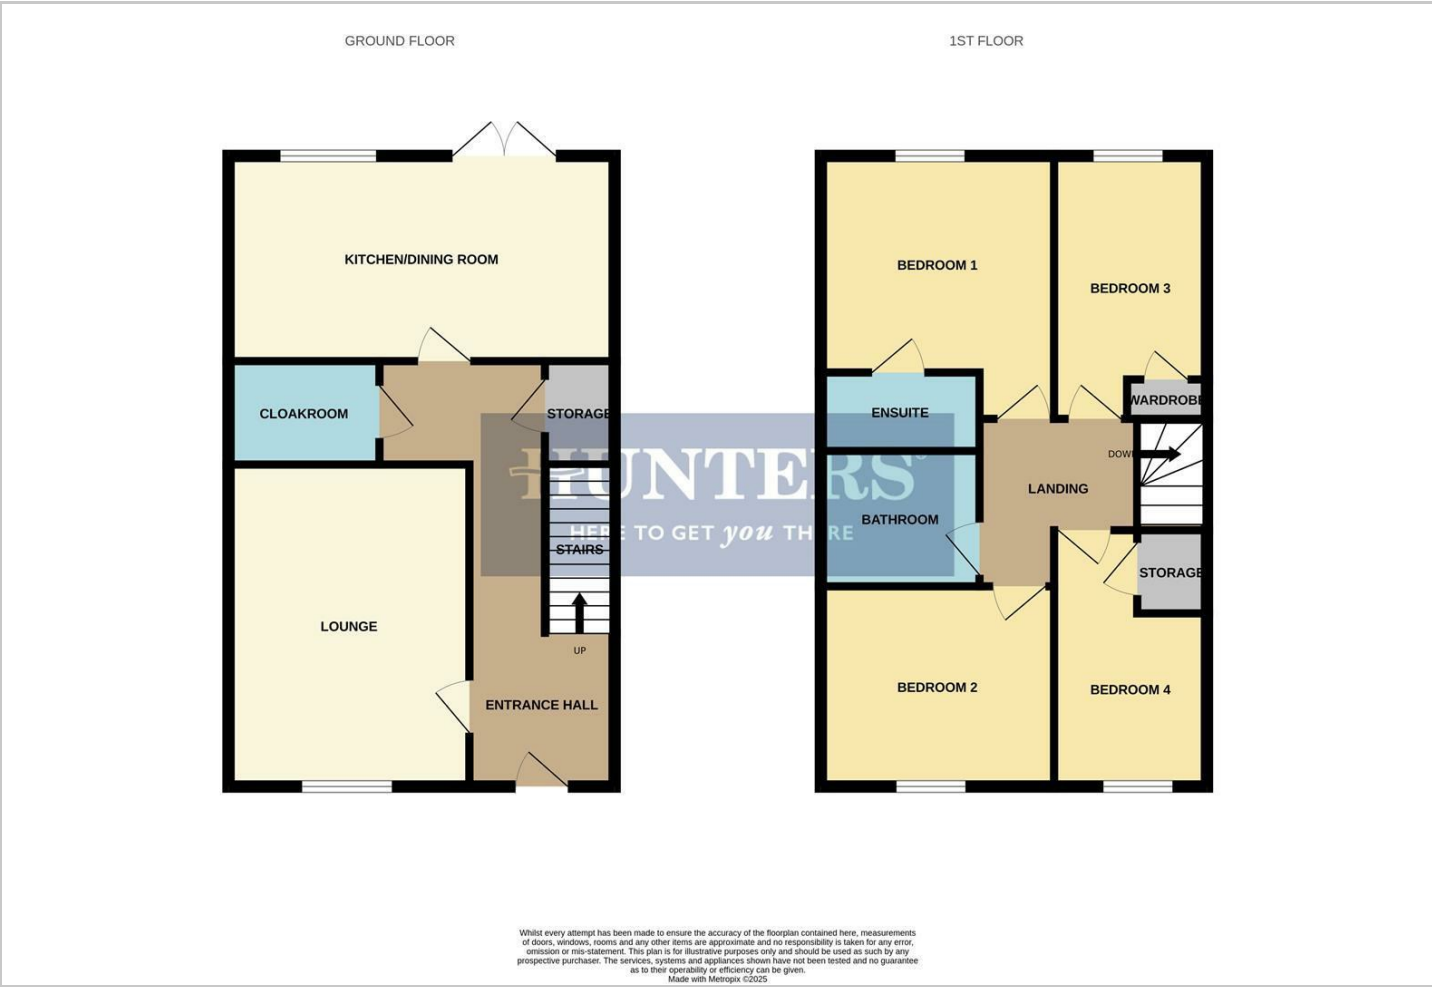 GROUND FLOOR
1ST FLOOR
KITCHEN/DINING ROOM
CLOAKROOM
STORAGE
LOUNGE
STAIRS
UP
ENTRANCE HALL
BEDROOM 1
BEDROOM 3
ENSUITE
WARDROBE
DOWN
LANDING
BATHROOM
STORAGE
BEDROOM 2
BEDROOM 4
HUNTERS®
HERE TO GET you THERE
Whilst every attempt has been made to ensure the accuracy of the floorplan contained here, measurements
of doors, windows, rooms and any other items are approximate and no responsibility is taken for any error,
omission or mis-statement. This plan is for illustrative purposes only and should be used as such by any
prospective purchaser. The services, systems and appliances shown have not been tested and no guarantee
as to their operability or efficiency can be given.
Made with Metropix ©2025